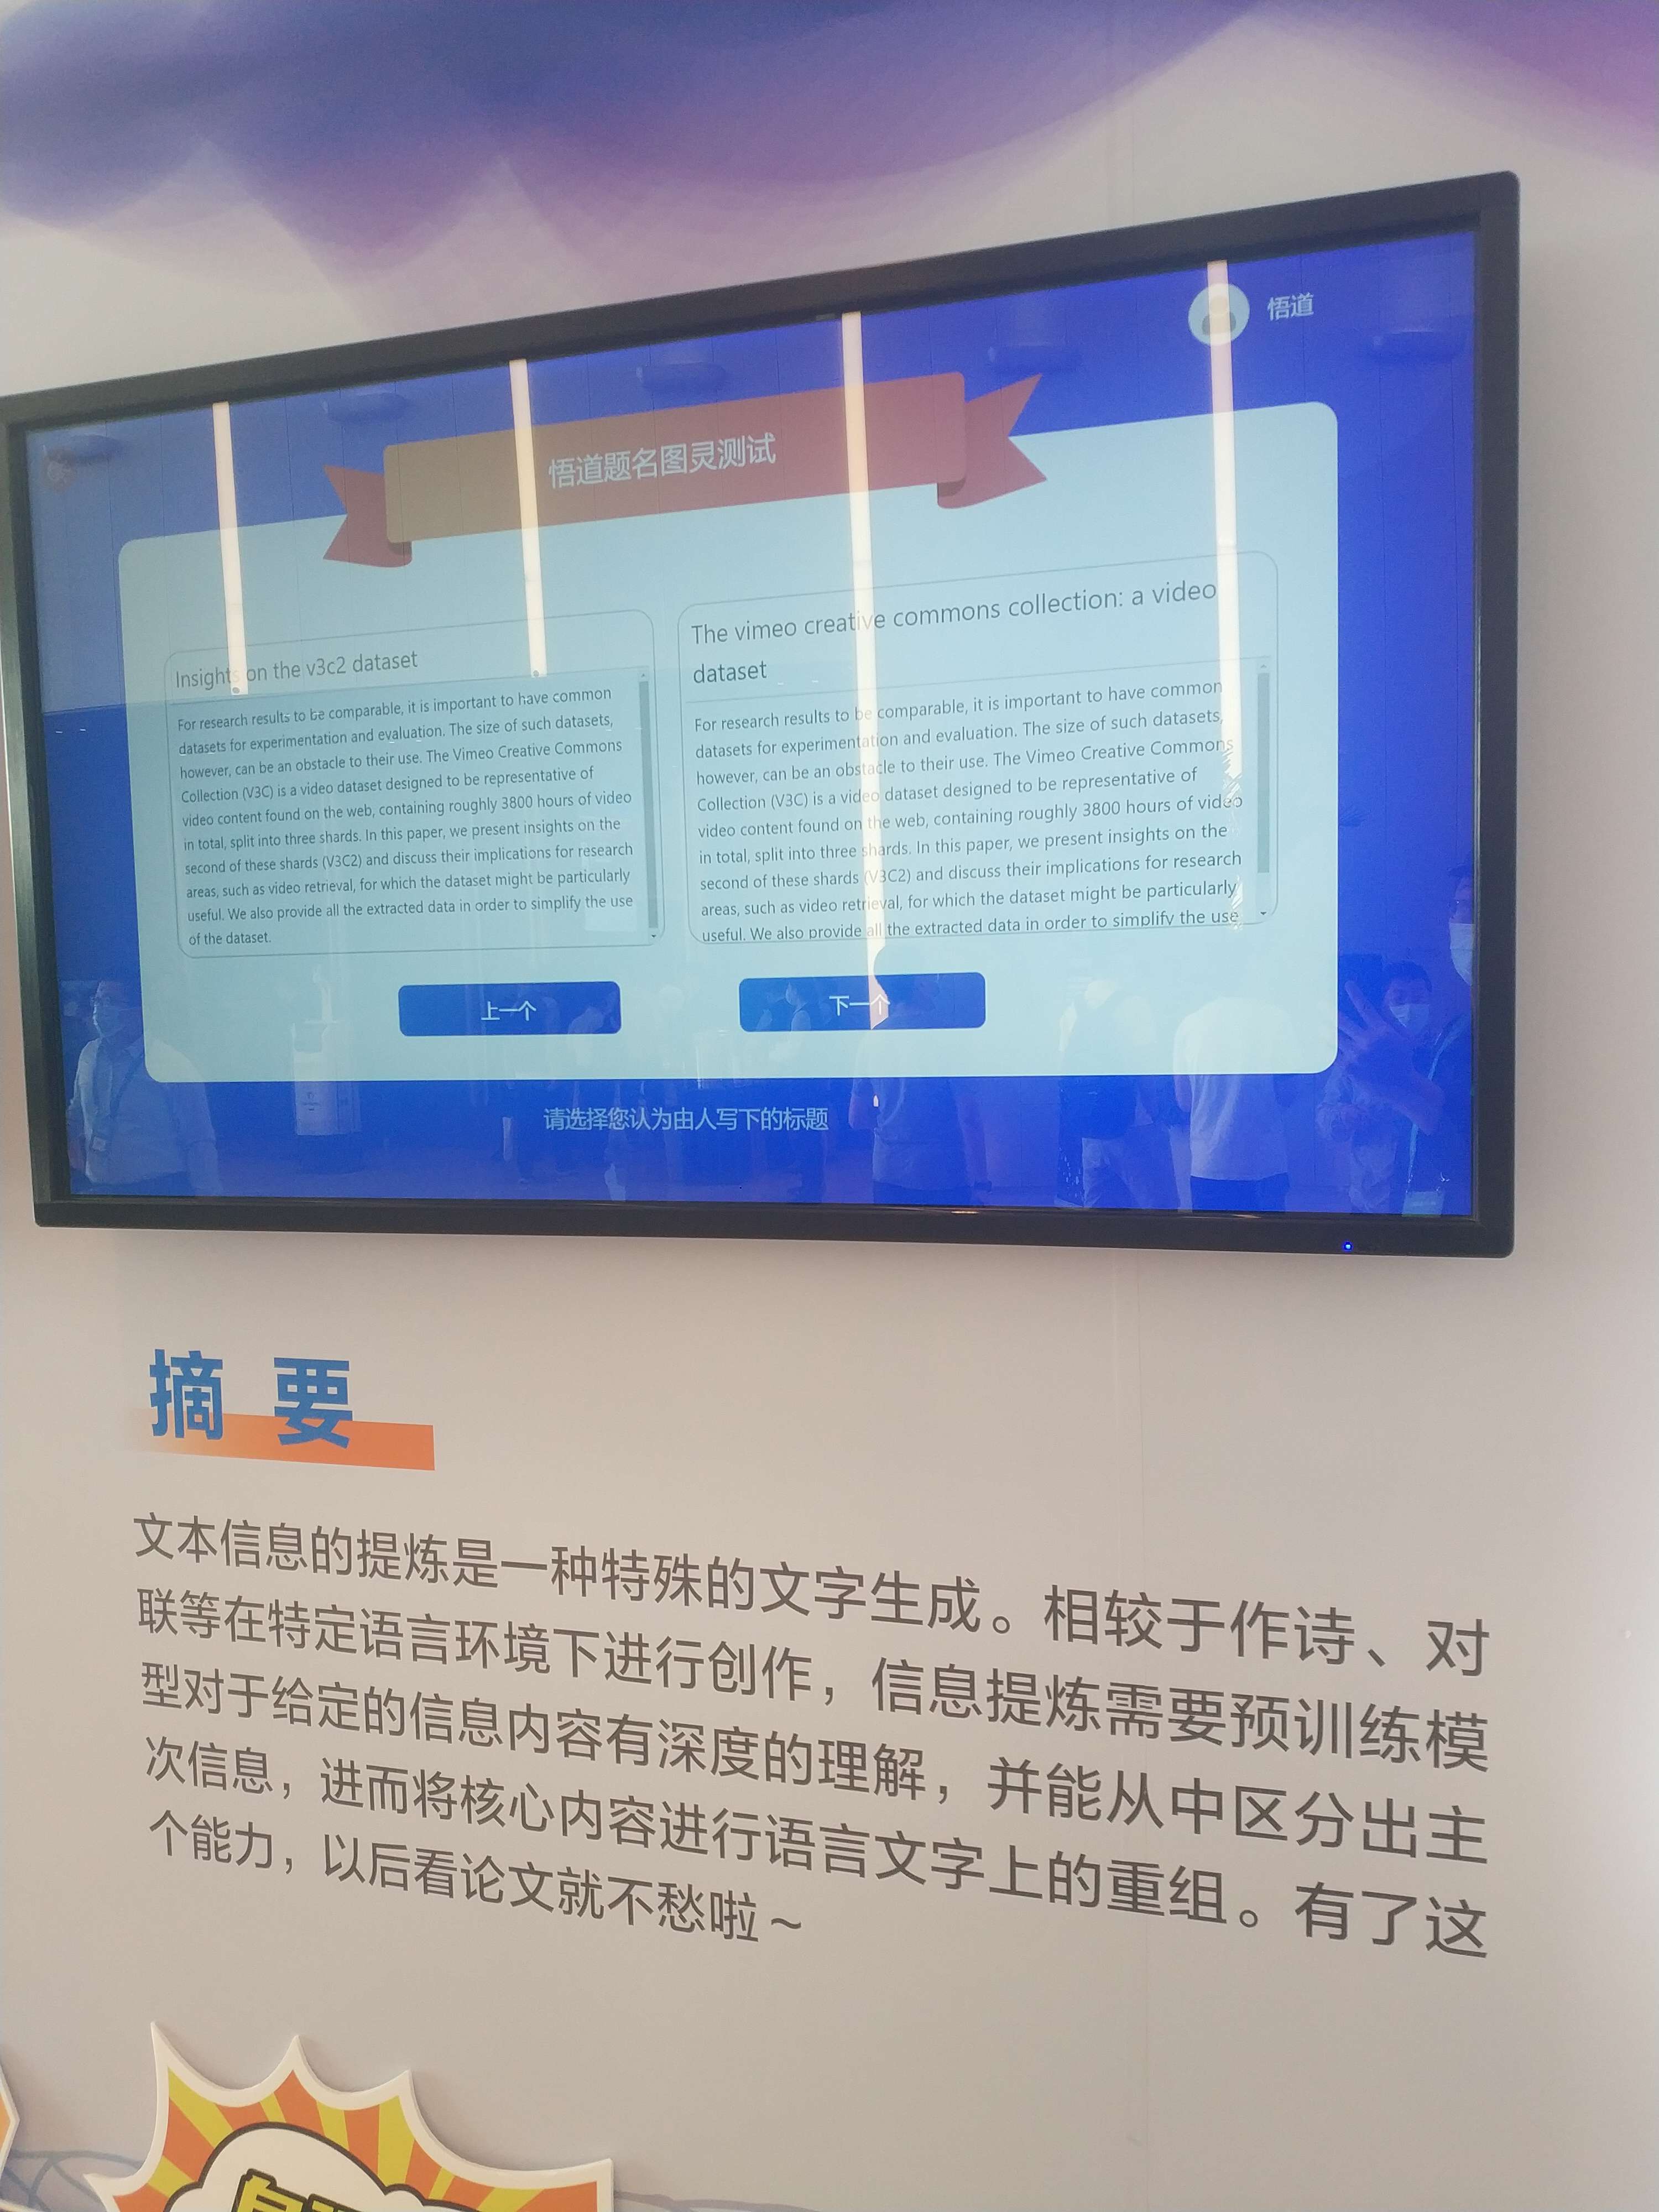 悟道
悟道题名图灵测试
Insights on the v3c2 dataset
For research results to be comparable, it is important to have common
datasets for experimentation and evaluation. The size of such datasets,
however, can be an obstacle to their use. The Vimeo Creative Commons
Collection (V3C) is a video dataset designed to be representative of
video content found on the web, containing roughly 3800 hours of video
in total, split into three shards. In this paper, we present insights on the
second of these shards (V3C2) and discuss their implications for research
areas, such as video retrieval, for which the dataset might be particularly
useful. We also provide all the extracted data in order to simplify the use
of the dataset.
The vimeo creative commons collection: a video
dataset
For research results to be comparable, it is important to have common
datasets for experimentation and evaluation. The size of such datasets,
however, can be an obstacle to their use. The Vimeo Creative Commons
Collection (V3C) is a video dataset designed to be representative of
video content found on the web, containing roughly 3800 hours of video
in total, split into three shards. In this paper, we present insights on the
second of these shards (V3C2) and discuss their implications for research
areas, such as video retrieval, for which the dataset might be particularly
useful. We also provide all the extracted data in order to simplify the use
上一个
下一个
请选择您认为由人写下的标题
摘 要
文本信息的提炼是一种特殊的文字生成。相较于作诗、对
联等在特定语言环境下进行创作，信息提炼需要预训练模
型对于给定的信息内容有深度的理解，并能从中区分出主
次信息，进而将核心内容进行语言文字上的重组。有了这
个能力，以后看论文就不愁啦~